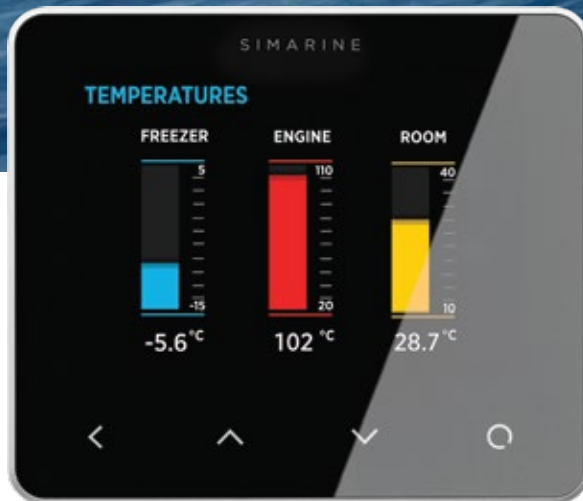 SIMARINE
TEMPERATURES
FREEZER ENGINE ROOM
5 110 40
-15 20 10
-5.6 °C 102 °C 28.7 °C